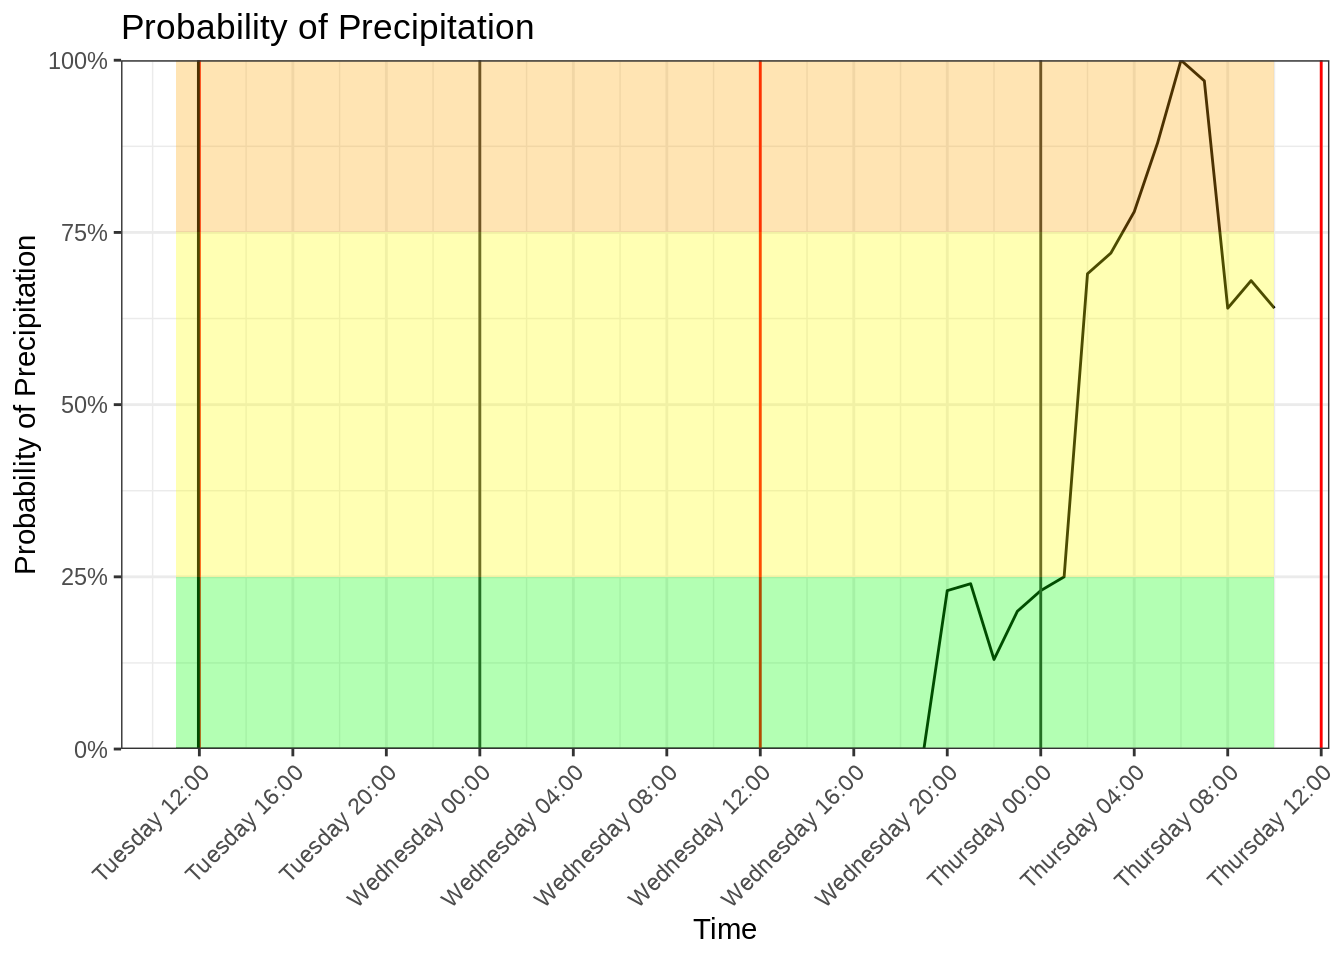 Probability of Precipitation
Probability of Precipitation
100%
75%
50%
25%
0%
Tuesday 12:00
Tuesday 16:00
Tuesday 20:00
Wednesday 00:00
Wednesday 04:00
Wednesday 08:00
Wednesday 12:00
Wednesday 16:00
Wednesday 20:00
Thursday 00:00
Thursday 04:00
Thursday 08:00
Thursday 12:00
Time